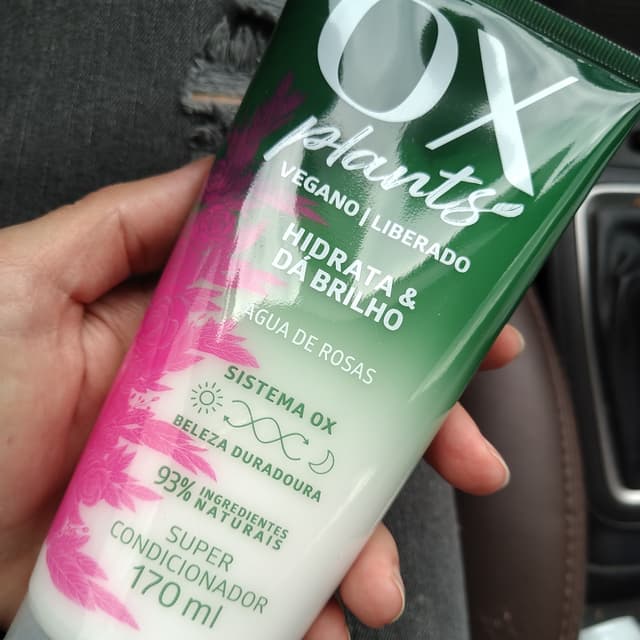 OX
plants
VEGANO | LIBERADO
HIDRATA &
DÁ BRILHO
ÁGUA DE ROSAS
SISTEMA OX
BELEZA DURADOURA
93% INGREDIENTES
NATURAIS
SUPER
CONDICIONADOR
170 ml